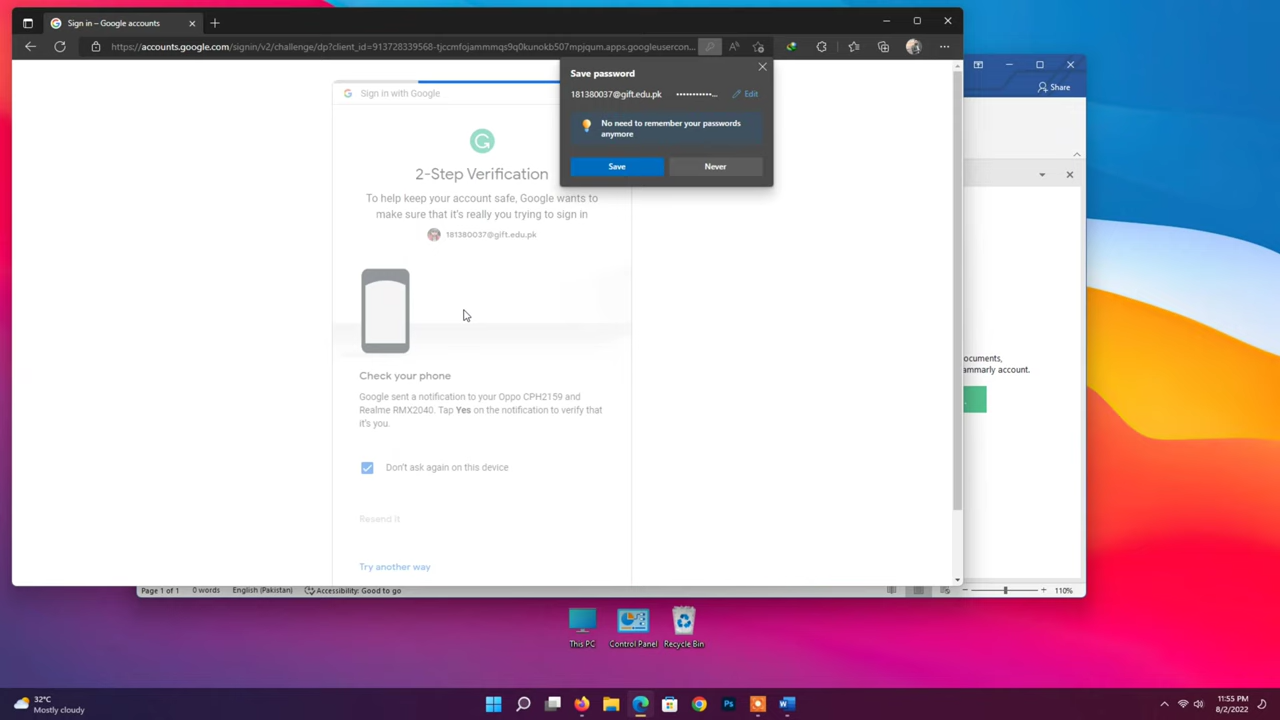 Sign in – Google accounts
https://accounts.google.com/signin/v2/challenge/dp?client_id=913728339568-tjccmfojammmqs9q0kunokb507mpjqum.apps.googleusercon...
Save password
181380037@gift.edu.pk ••••••••••••... Edit
No need to remember your passwords
anymore
Save Never
Share
Sign in with Google
2-Step Verification
To help keep your account safe, Google wants to
make sure that it's really you trying to sign in
181380037@gift.edu.pk
Check your phone
Google sent a notification to your Oppo CPH2159 and
Realme RMX2040. Tap Yes on the notification to verify that
it's you.
Don't ask again on this device
Resend it
Try another way
ocuments,
ammarly account.
Page 1 of 1 0 words English (Pakistan) Accessibility: Good to go 110%
This PC Control Panel Recycle Bin
32°C
Mostly cloudy
11:55 PM
8/2/2022